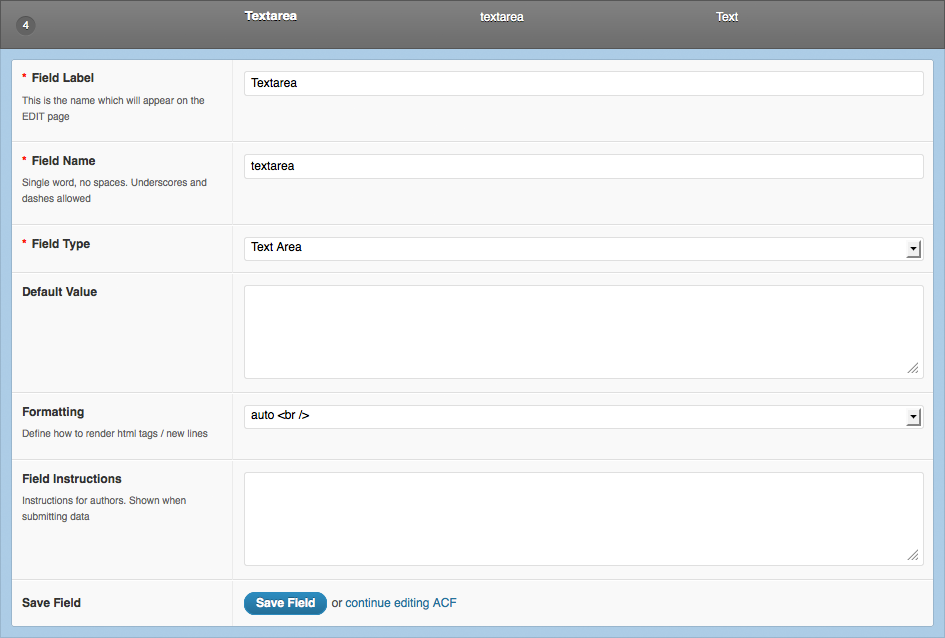 4 Textarea textarea Text
* Field Label
This is the name which will appear on the
EDIT page
Textarea
* Field Name
Single word, no spaces. Underscores and
dashes allowed
textarea
* Field Type
Text Area
Default Value
Formatting
Define how to render html tags / new lines
auto <br />
Field Instructions
Instructions for authors. Shown when
submitting data
Save Field
Save Field or continue editing ACF